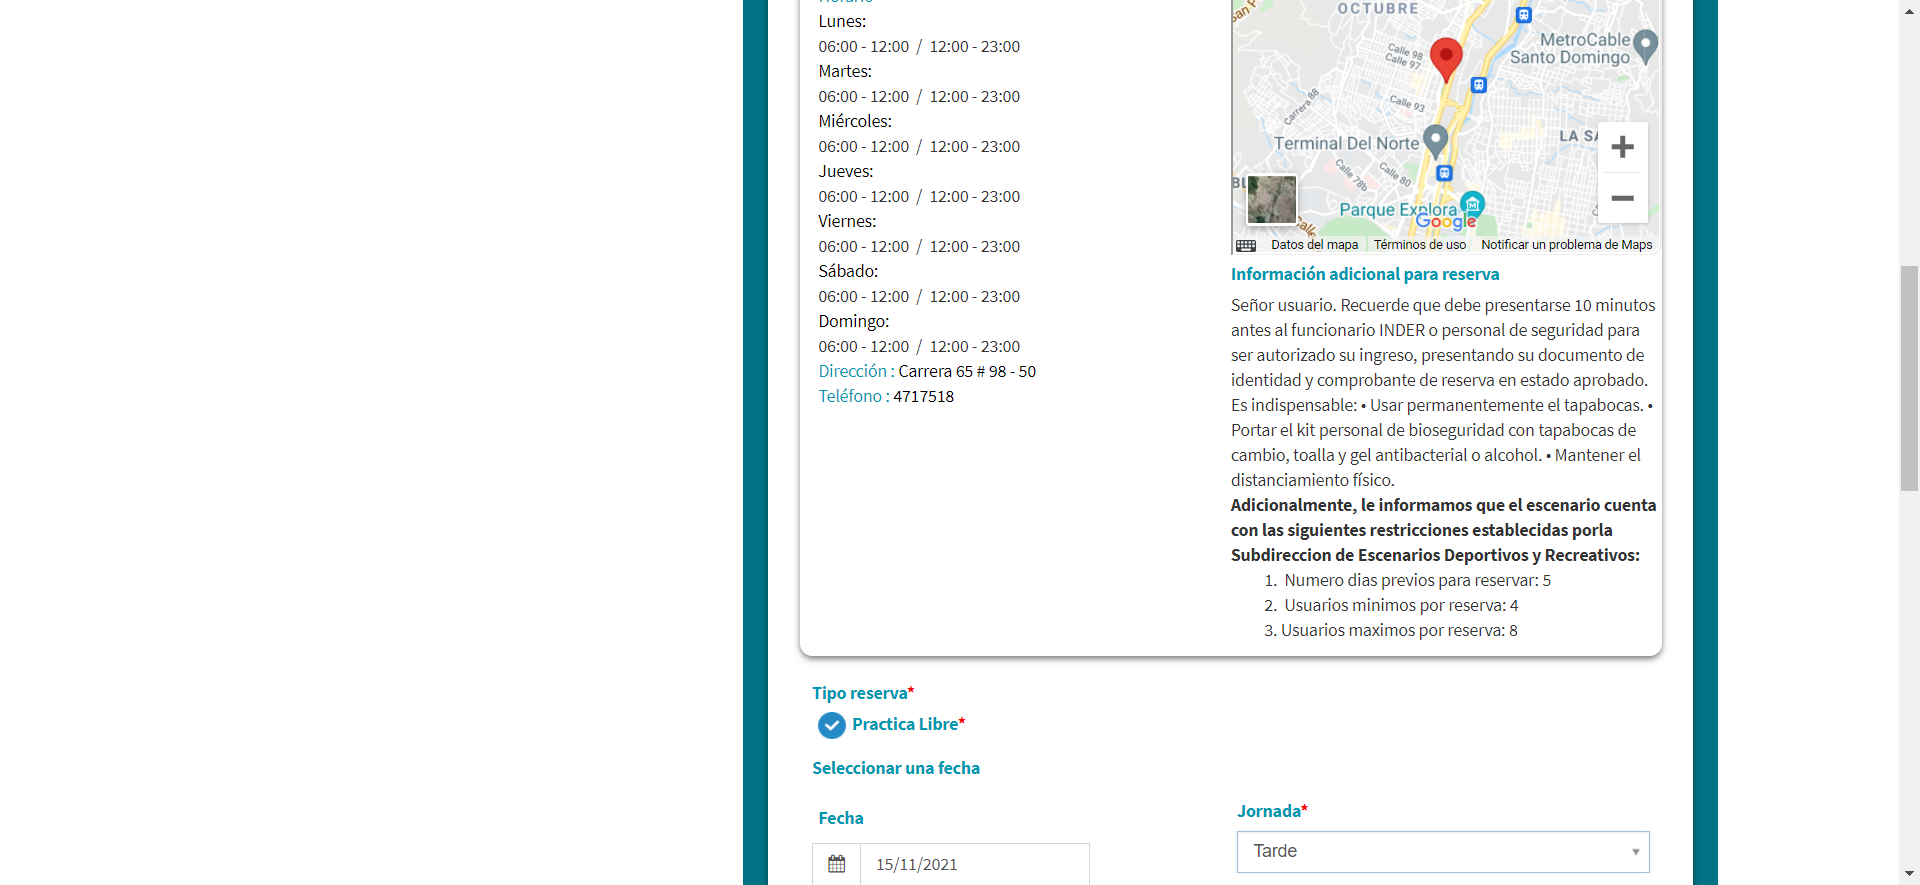 Horario
Lunes:
06:00 - 12:00 / 12:00 - 23:00
Martes:
06:00 - 12:00 / 12:00 - 23:00
Miércoles:
06:00 - 12:00 / 12:00 - 23:00
Jueves:
06:00 - 12:00 / 12:00 - 23:00
Viernes:
06:00 - 12:00 / 12:00 - 23:00
Sábado:
06:00 - 12:00 / 12:00 - 23:00
Domingo:
06:00 - 12:00 / 12:00 - 23:00
Dirección : Carrera 65 # 98 - 50
Teléfono : 4717518
OCTUBRE
MetroCable
Santo Domingo
Calle 98
Calle 97
Carrera 88
Calle 93
Terminal Del Norte
LA SA
Calle 78b
Calle 80
Parque Explora
Google
Calle
Datos del mapa
Términos de uso
Notificar un problema de Maps
Información adicional para reserva
Señor usuario. Recuerde que debe presentarse 10 minutos
antes al funcionario INDER o personal de seguridad para
ser autorizado su ingreso, presentando su documento de
identidad y comprobante de reserva en estado aprobado.
Es indispensable: • Usar permanentemente el tapabocas. •
Portar el kit personal de bioseguridad con tapabocas de
cambio, toalla y gel antibacterial o alcohol. • Mantener el
distanciamiento físico.
Adicionalmente, le informamos que el escenario cuenta
con las siguientes restricciones establecidas porla
Subdireccion de Escenarios Deportivos y Recreativos:
1. Numero dias previos para reservar: 5
2. Usuarios minimos por reserva: 4
3. Usuarios maximos por reserva: 8
Tipo reserva*
Practica Libre*
Seleccionar una fecha
Fecha
15/11/2021
Jornada*
Tarde